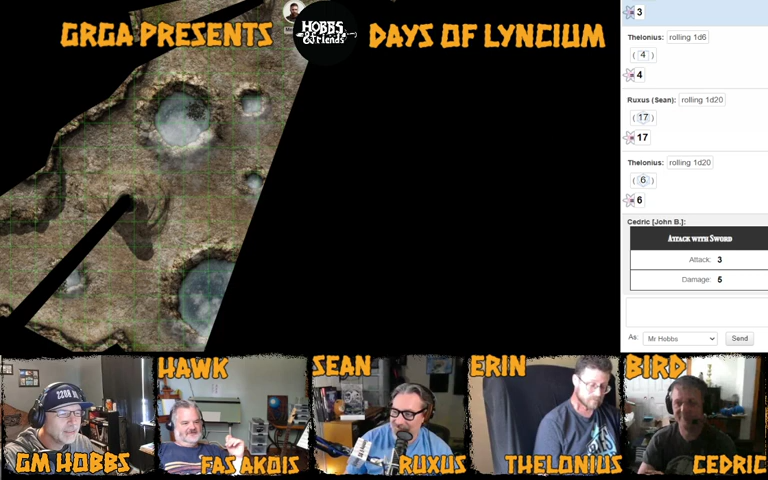 GRGA PRESENTS
HOBBS
& Friends
DAYS OF LYNCIUM
3
Thelonius: rolling 1d6
( 4 )
4
Ruxus (Sean): rolling 1d20
( 17 )
17
Thelonius: rolling 1d20
( 6 )
6
Cedric [John B.]:
ATTACK WITH SWORD
Attack: 3
Damage: 5
As: Mr Hobbs Send
HAWK
SEAN
ERIN
BIRD
GM HOBBS
FASAKOIS
RUXUS
THELONIUS
CEDRIC